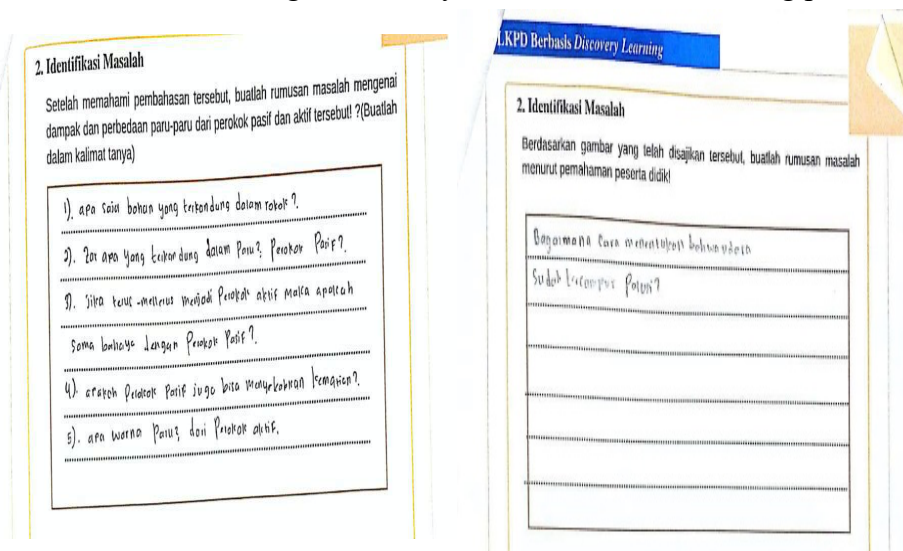 2. Identifikasi Masalah
Setelah memahami pembahasan tersebut, buatlah rumusan masalah mengenai
dampak dan perbedaan paru-paru dari perokok pasif dan aktif tersebut! ?(Buatlah
dalam kalimat tanya)
1). apa saja bahan yang terkandung dalam rokok?
2). Zat apa yang terkandung dalam Paru2 Perokok Pasif?
3). Jika terus-menerus menjadi Perokok aktif maka apakah
sama bahaya dengan Perokok Pasif?
4). apakah Perokok Pasif juga bisa menyebabkan kematian?
5). apa warna Paru2 dari Perokok aktif.
LKPD Berbasis Discovery Learning
2. Identifikasi Masalah
Berdasarkan gambar yang telah disajikan tersebut, buatlah rumusan masalah
menurut pemahaman peserta didik!
Bagaimana Cara menentukan bahwa udara
Sudah tercampur Polusi?